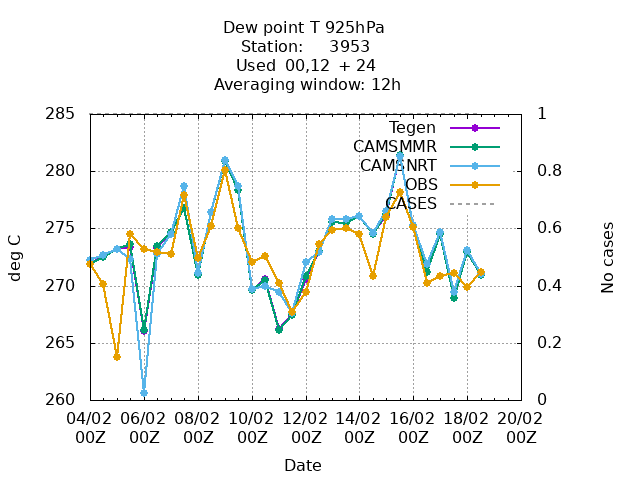 Dew point T 925hPa
Station: 3953
Used 00,12 + 24
Averaging window: 12h
285
280
275
270
265
260
deg C
1
0.8
0.6
0.4
0.2
0
No cases
Tegen
CAMSMMR
CAMSNRT
OBS
CASES
04/02 06/02 08/02 10/02 12/02 14/02 16/02 18/02 20/02
00Z 00Z 00Z 00Z 00Z 00Z 00Z 00Z 00Z
Date